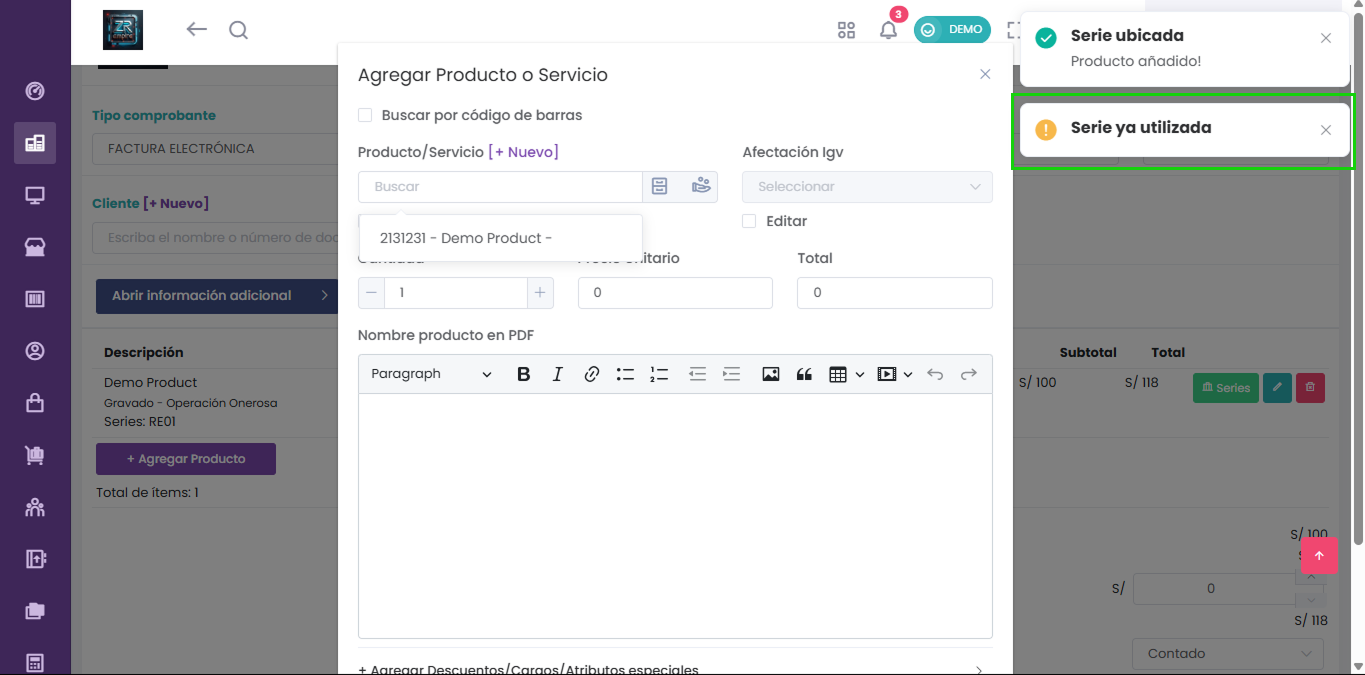 ZR
3
DEMO
Serie ubicada
Producto añadido!
Serie ya utilizada
Agregar Producto o Servicio
Buscar por código de barras
Tipo comprobante
FACTURA ELECTRÓNICA
Producto/Servicio [+ Nuevo]
Afectación Igv
Buscar
Seleccionar
Cliente [+ Nuevo]
Escriba el nombre o número de doc
2131231 - Demo Product -
Editar
Total
1
0
0
Abrir información adicional
Nombre producto en PDF
Paragraph
Descripción
Subtotal
Total
Demo Product
Gravado - Operación Onerosa
Series: RE01
S/ 100
S/ 118
Series
+ Agregar Producto
Total de ítems: 1
S/ 100
S/
0
S/ 118
Contado
+ Agregar Descuentos/Cargos/Atributos especiales